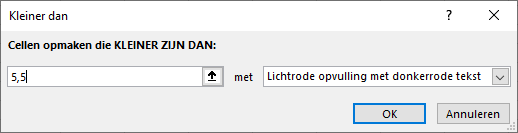 Kleiner dan
Cellen opmaken die KLEINER ZIJN DAN:
5,5 met Lichtrode opvulling met donkerrode tekst
OK Annuleren